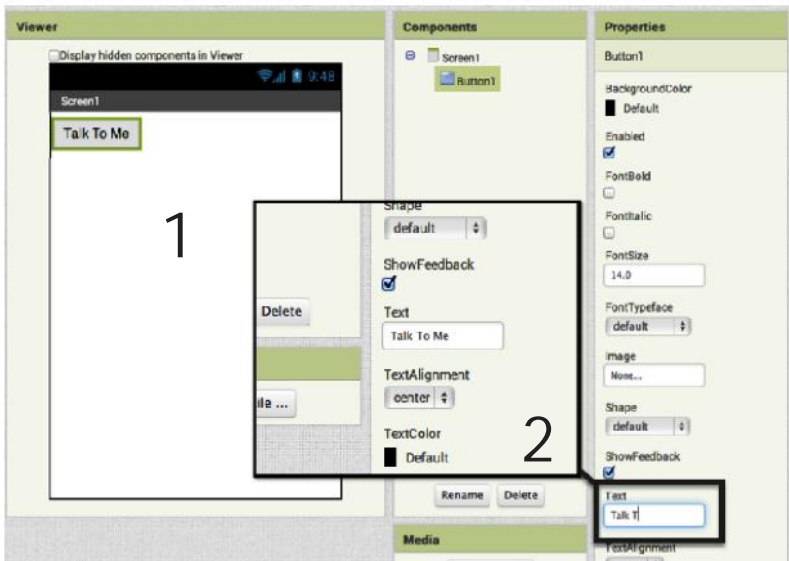 Viewer
Display hidden components in Viewer
9:48
Screen1
Talk To Me
1
Components
Screen1
Button1
Rename Delete
Media
Shape
default
ShowFeedback
Delete
Text
Talk To Me
TextAlignment
center
ile ...
TextColor
Default
2
Properties
Button1
BackgroundColor
Default
Enabled
FontBold
FontItalic
FontSize
14.0
FontTypeface
default
Image
None...
Shape
default
ShowFeedback
Text
Talk T
TextAlignment